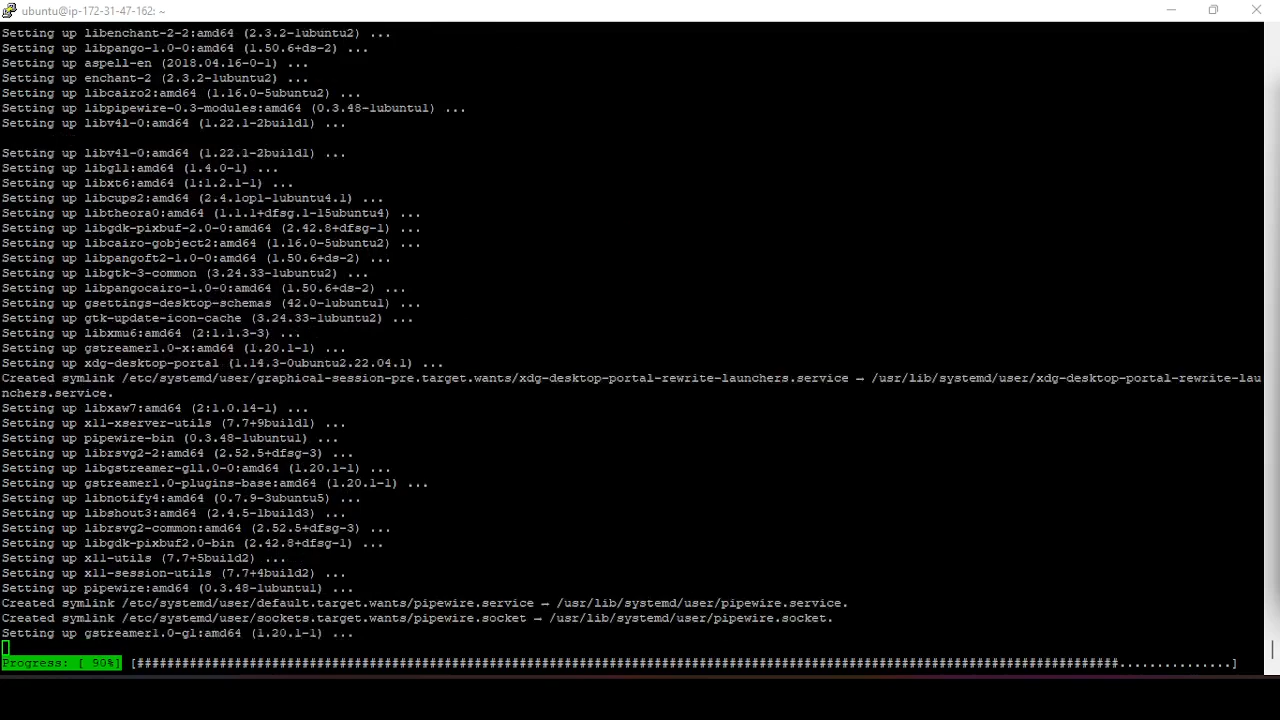 ubuntu@ip-172-31-47-162: ~
Setting up libenchant-2-2:amd64 (2.3.2-1ubuntu2) ...
Setting up libpango-1.0-0:amd64 (1.50.6+ds-2) ...
Setting up aspell-en (2018.04.16-0-1) ...
Setting up enchant-2 (2.3.2-1ubuntu2) ...
Setting up libcairo2:amd64 (1.16.0-5ubuntu2) ...
Setting up libpipewire-0.3-modules:amd64 (0.3.48-1ubuntu1) ...
Setting up libv4l-0:amd64 (1.22.1-2build1) ...
Setting up libv4l-0:amd64 (1.22.1-2build1) ...
Setting up libgl1:amd64 (1.4.0-1) ...
Setting up libxt6:amd64 (1:1.2.1-1) ...
Setting up libcups2:amd64 (2.4.1op1-1ubuntu4.1) ...
Setting up libtheora0:amd64 (1.1.1+dfsg.1-15ubuntu4) ...
Setting up libgdk-pixbuf-2.0-0:amd64 (2.42.8+dfsg-1) ...
Setting up libcairo-gobject2:amd64 (1.16.0-5ubuntu2) ...
Setting up libpangoft2-1.0-0:amd64 (1.50.6+ds-2) ...
Setting up libgtk-3-common (3.24.33-1ubuntu2) ...
Setting up libpangocairo-1.0-0:amd64 (1.50.6+ds-2) ...
Setting up gsettings-desktop-schemas (42.0-1ubuntu1) ...
Setting up gtk-update-icon-cache (3.24.33-1ubuntu2) ...
Setting up libxmu6:amd64 (2:1.1.3-3) ...
Setting up gstreamer1.0-x:amd64 (1.20.1-1) ...
Setting up xdg-desktop-portal (1.14.3-0ubuntu2.22.04.1) ...
Created symlink /etc/systemd/user/graphical-session-pre.target.wants/xdg-desktop-portal-rewrite-launchers.service → /usr/lib/systemd/user/xdg-desktop-portal-rewrite-lau
nchers.service.
Setting up libxaw7:amd64 (2:1.0.14-1) ...
Setting up x11-xserver-utils (7.7+9build1) ...
Setting up pipewire-bin (0.3.48-1ubuntu1) ...
Setting up librsvg2-2:amd64 (2.52.5+dfsg-3) ...
Setting up libgstreamer-gl1.0-0:amd64 (1.20.1-1) ...
Setting up gstreamer1.0-plugins-base:amd64 (1.20.1-1) ...
Setting up libnotify4:amd64 (0.7.9-3ubuntu5) ...
Setting up libshout3:amd64 (2.4.5-1build3) ...
Setting up librsvg2-common:amd64 (2.52.5+dfsg-3) ...
Setting up libgdk-pixbuf2.0-bin (2.42.8+dfsg-1) ...
Setting up x11-utils (7.7+5build2) ...
Setting up x11-session-utils (7.7+4build2) ...
Setting up pipewire:amd64 (0.3.48-1ubuntu1) ...
Created symlink /etc/systemd/user/default.target.wants/pipewire.service → /usr/lib/systemd/user/pipewire.service.
Created symlink /etc/systemd/user/sockets.target.wants/pipewire.socket → /usr/lib/systemd/user/pipewire.socket.
Setting up gstreamer1.0-gl:amd64 (1.20.1-1) ...
Progress: [ 90%] [###################################################################################################################################...............]